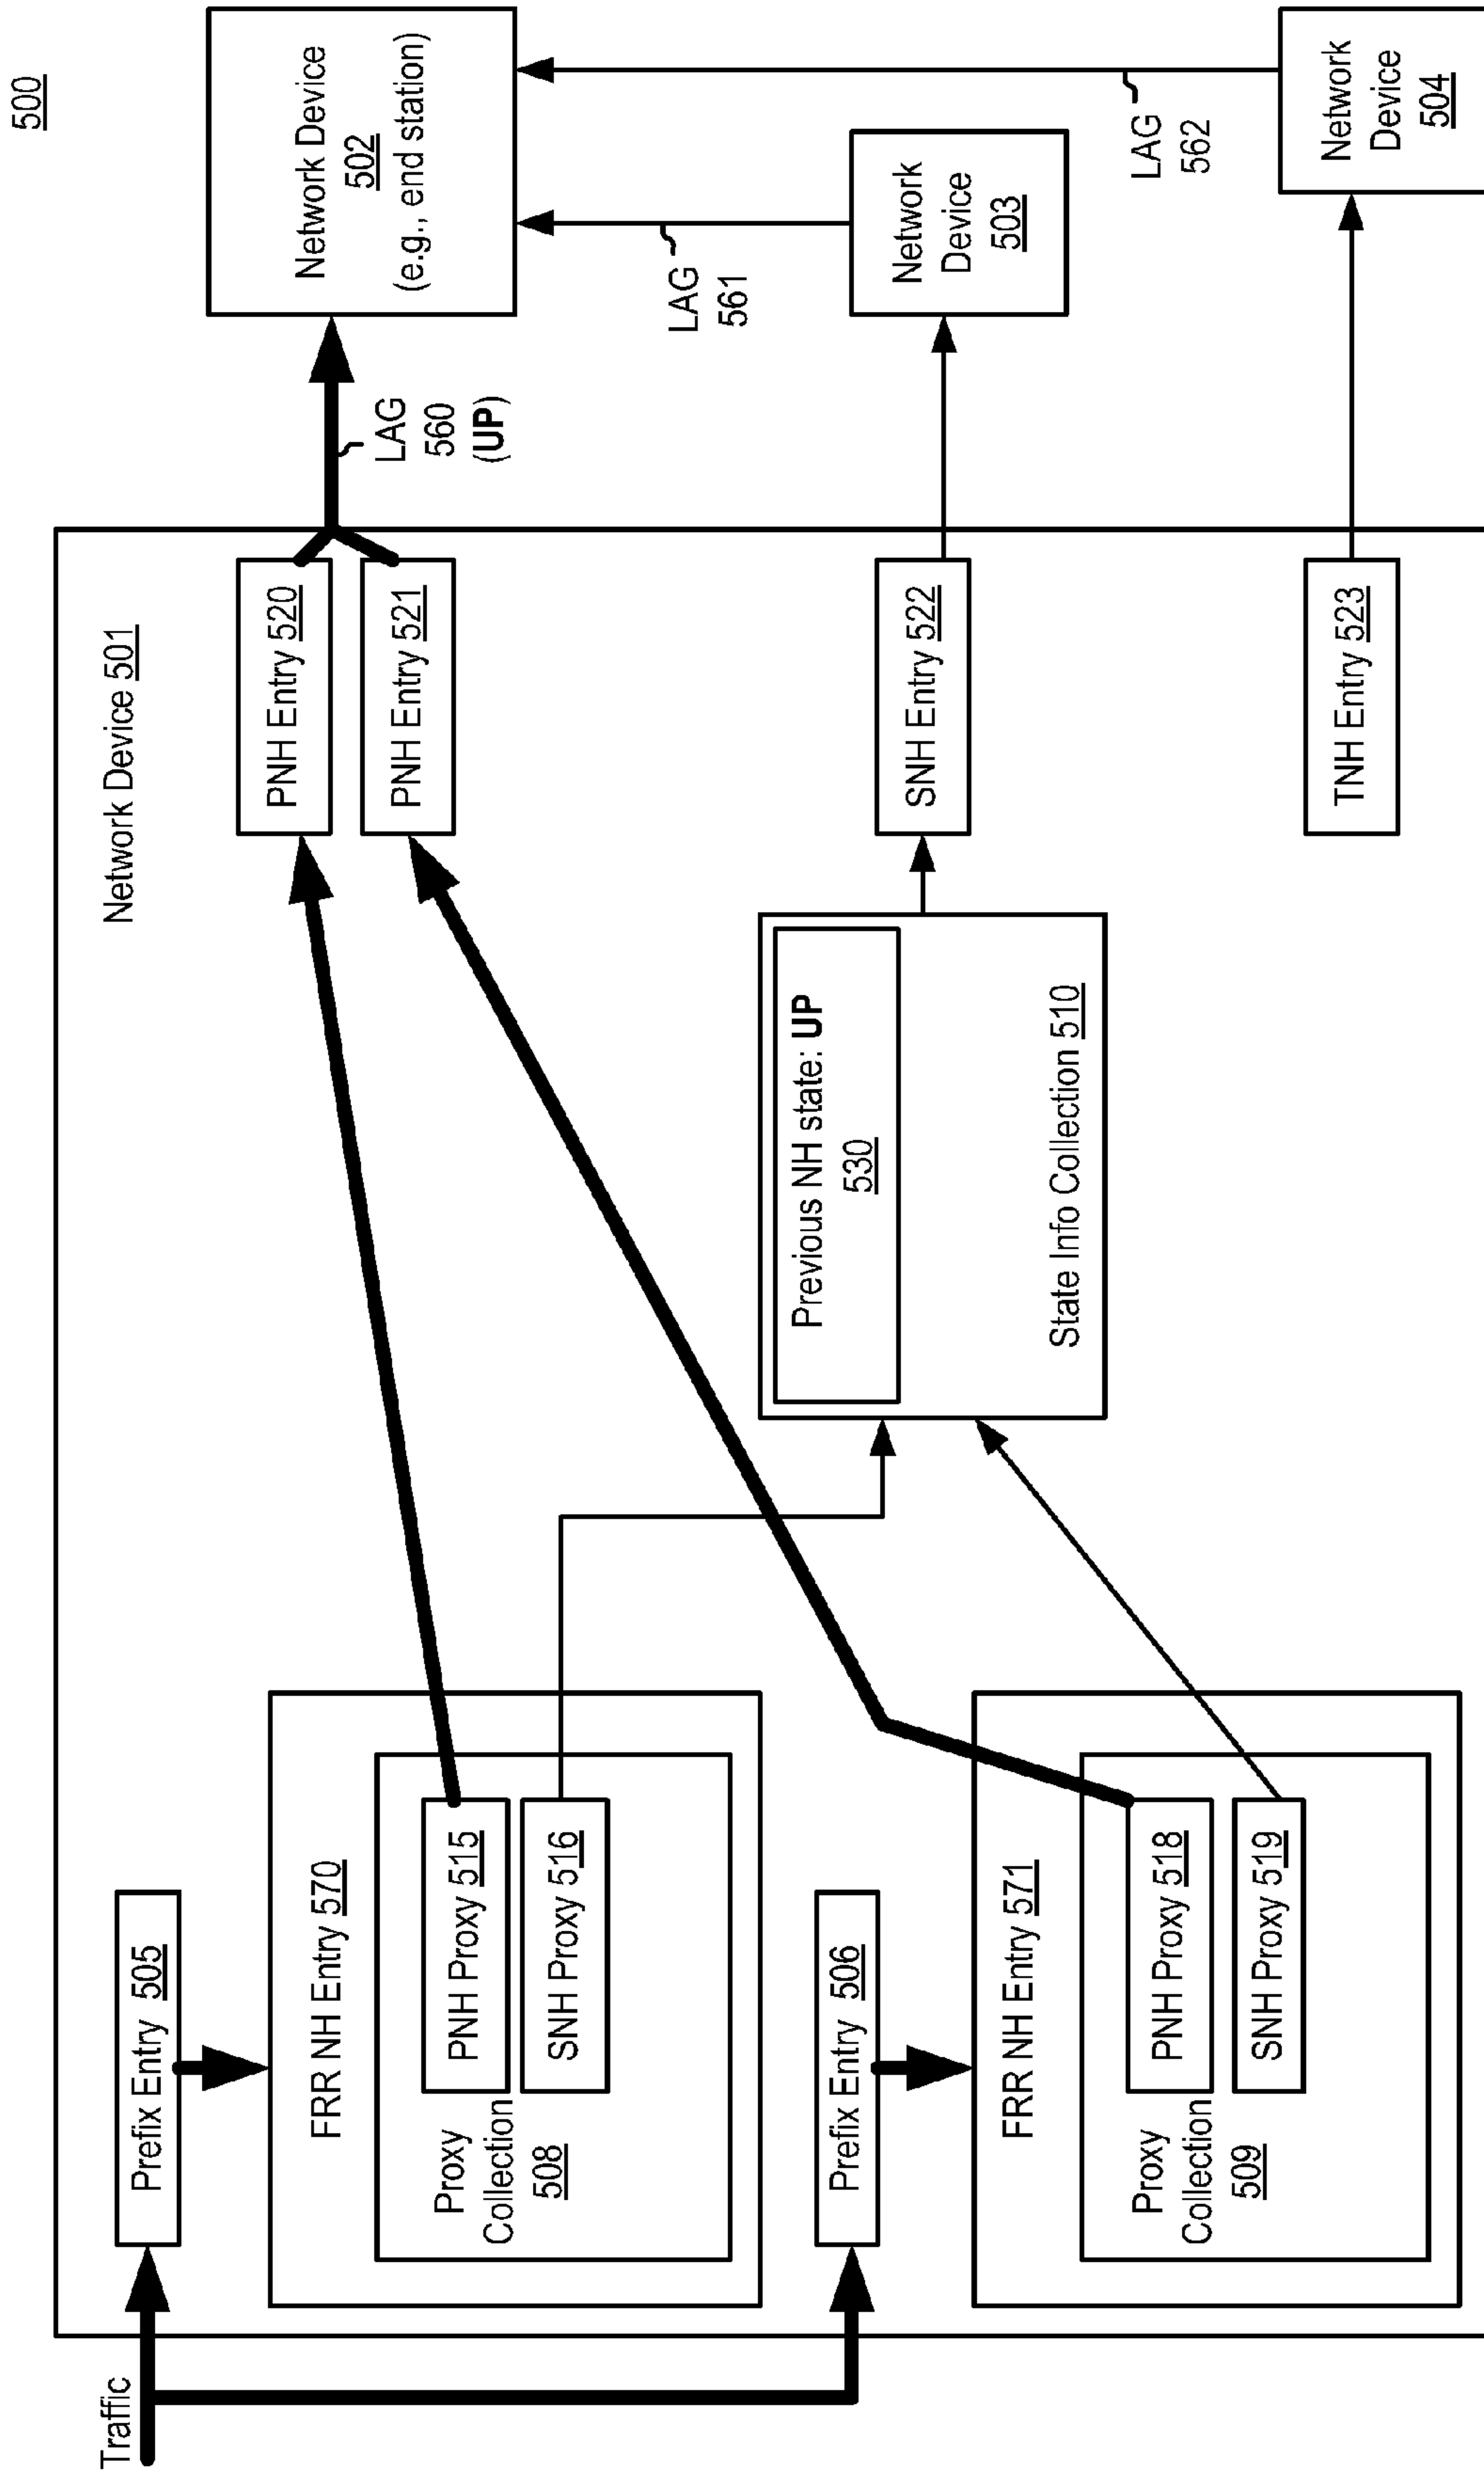 500
Traffic
Network Device 501
Prefix Entry 505
FRR NH Entry 570
Proxy
Collection
508
PNH Proxy 515
SNH Proxy 516
Prefix Entry 506
FRR NH Entry 571
Proxy
Collection
509
PNH Proxy 518
SNH Proxy 519
Previous NH state: UP
530
State Info Collection 510
PNH Entry 520
PNH Entry 521
SNH Entry 522
TNH Entry 523
LAG
560
(UP)
Network Device
502
(e.g., end station)
LAG
561
Network
Device
503
LAG
562
Network
Device
504